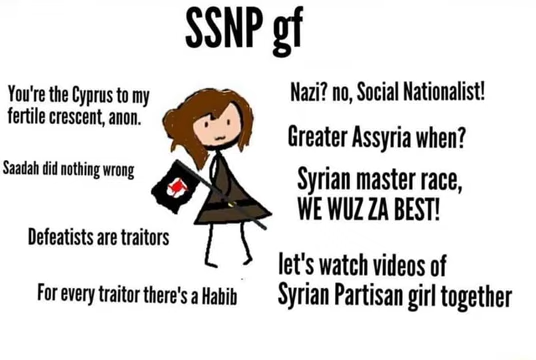 SSNP gf
You're the Cyprus to my
fertile crescent, anon.
Saadah did nothing wrong
Defeatists are traitors
For every traitor there's a Habib
Nazi? no, Social Nationalist!
Greater Assyria when?
Syrian master race,
WE WUZ ZA BEST!
let's watch videos of
Syrian Partisan girl together